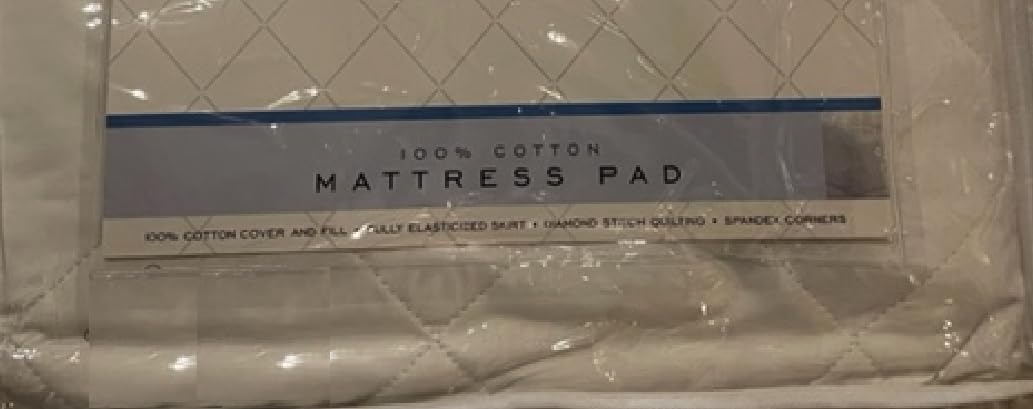 100% COTTON
MATTRESS PAD
100% COTTON COVER AND FILL • FULLY ELASTICIZED SKIRT • DIAMOND STITCH QUILTING • SPANDEX CORNERS